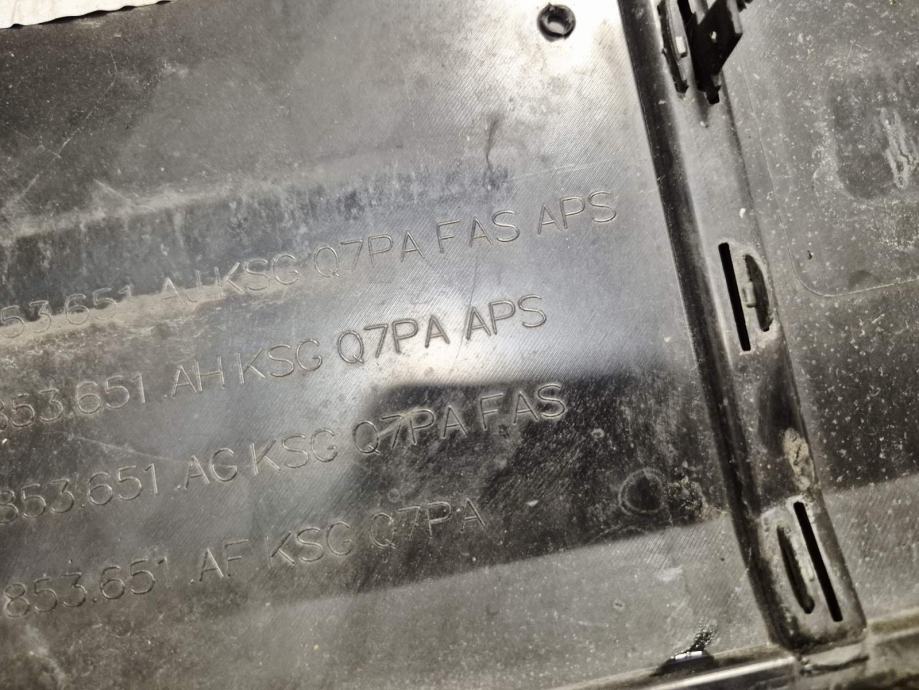 853.651 .AJ KSG Q7PA FAS APS
853.651 .AH KSG Q7PA APS
853.651 .AG KSG Q7PA FAS
853.651 .AF KSG Q7PA